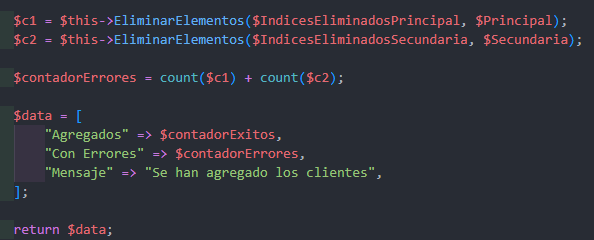 $c1 = $this->EliminarElementos($IndicesEliminadosPrincipal, $Principal);
$c2 = $this->EliminarElementos($IndicesEliminadosSecundaria, $Secundaria);
$contadorErrores = count($c1) + count($c2);
$data = [
"Agregados" => $contadorExitos,
"Con Errores" => $contadorErrores,
"Mensaje" => "Se han agregado los clientes",
];
return $data;